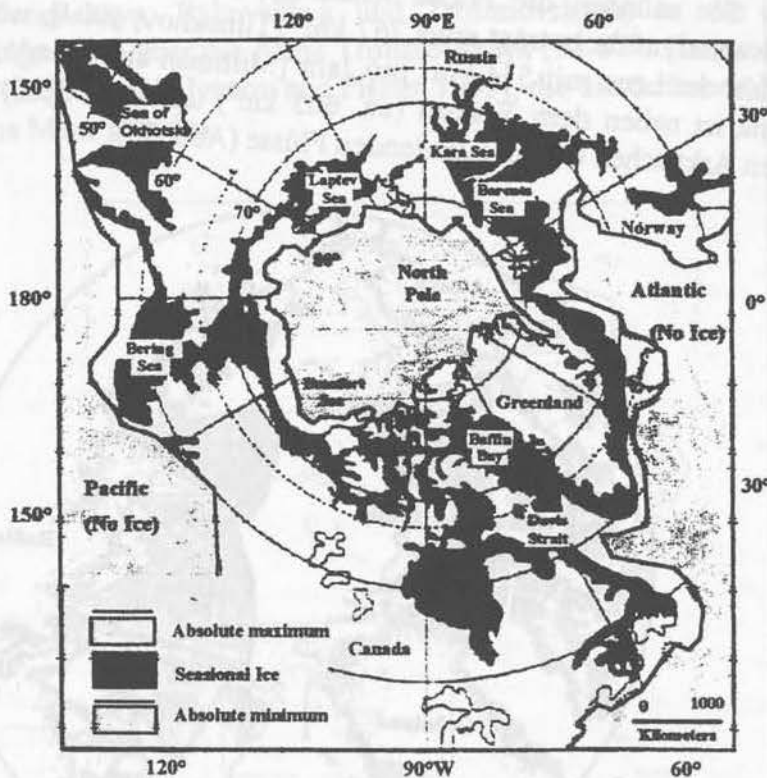 120°
90°E
60°
150°
Russia
30°
Sea of
Okhotsk
50°
Kara Sea
60°
Laptev
Sea
Barents
Sea
70°
Norway
80°
North
Pole
Atlantic
180°
0°
(No Ice)
Bering
Sea
Beaufort
Sea
Greenland
Baffin
Bay
Pacific
150°
(No Ice)
30°
Davis
Strait
Absolute maximum
Seasional Ice
Canada
Absolute minimum
0 1000
Kilometers
120°
90°W
60°